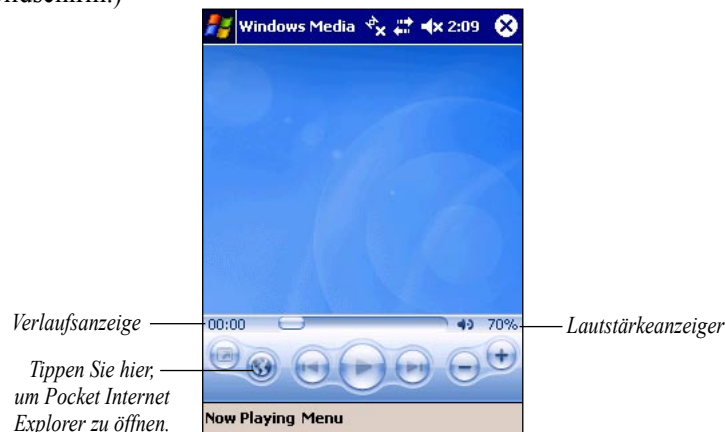 Windows Media 2:09
00:00 70%
Verlaufsanzeige
Lautstärkeanzeiger
Tippen Sie hier,
um Pocket Internet
Explorer zu öffnen.
Now Playing Menu